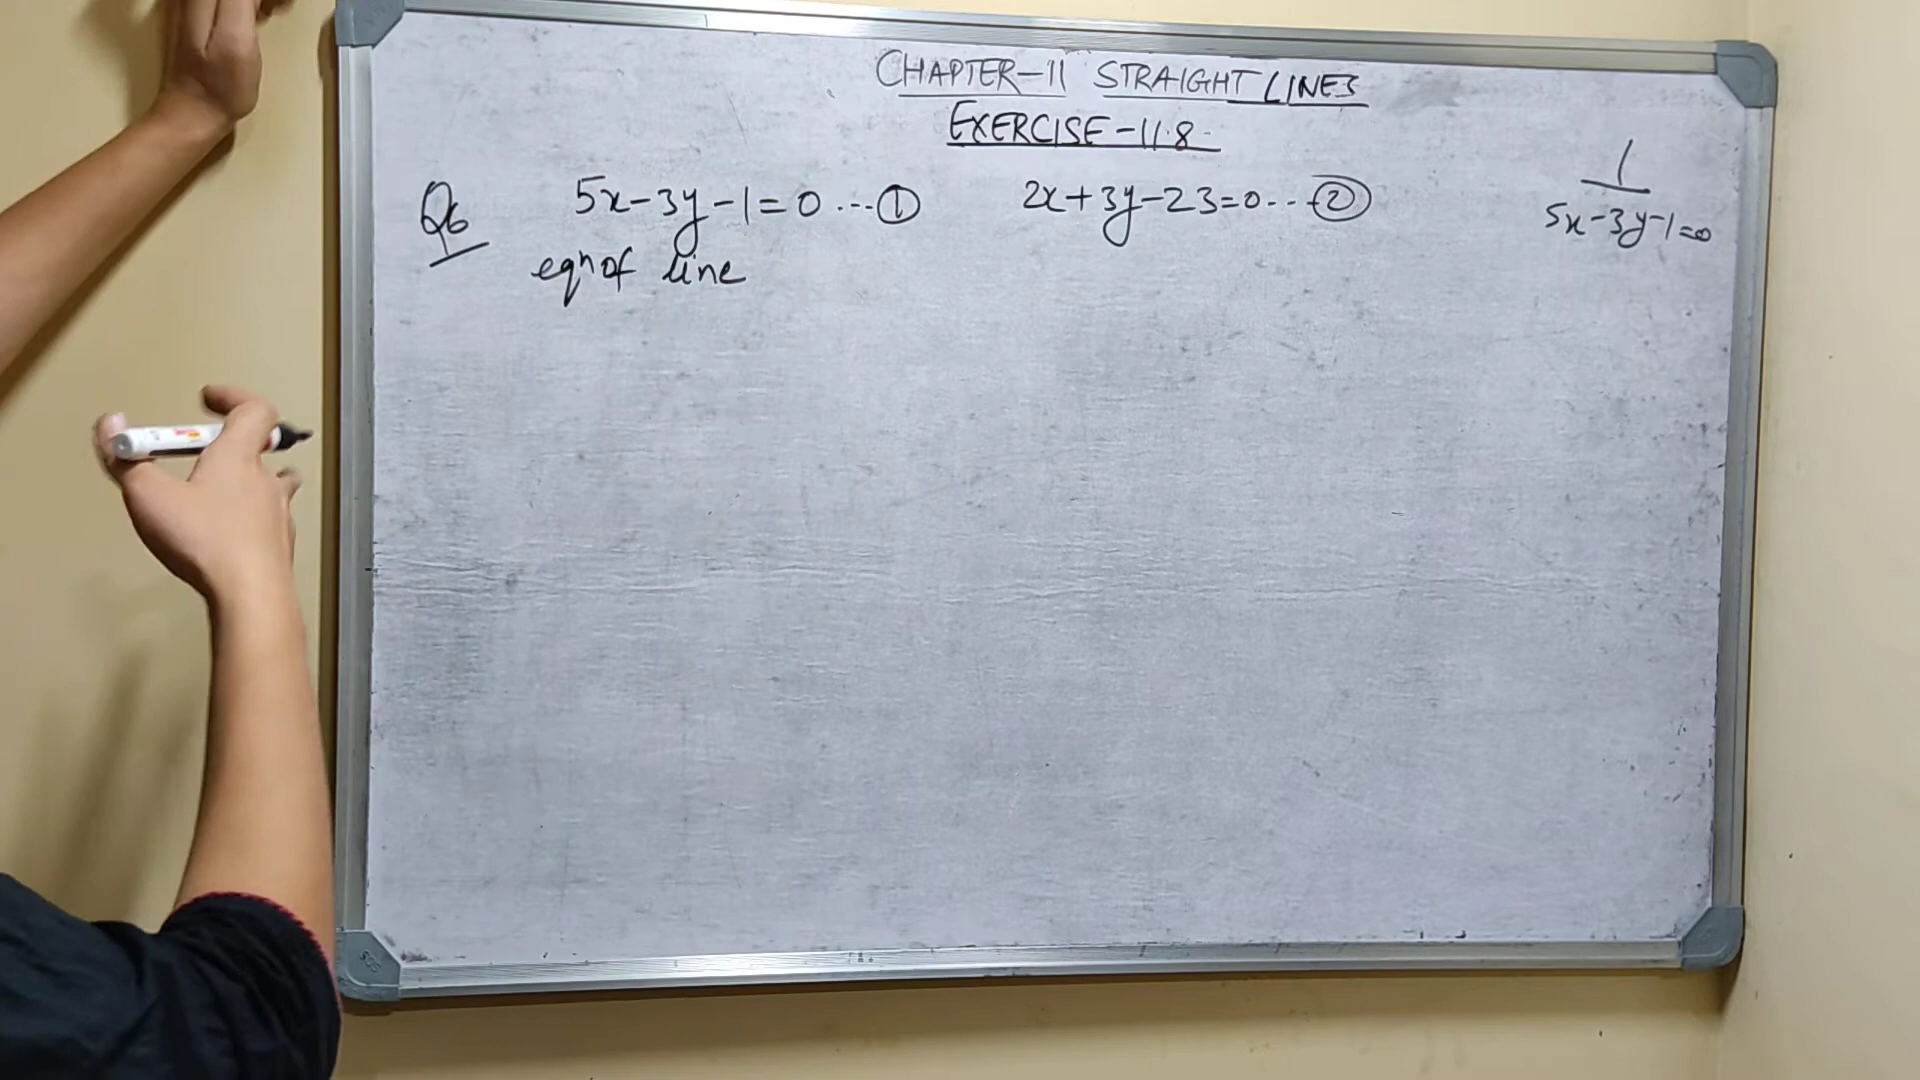 CHAPTER-11 STRAIGHT LINES
EXERCISE-11.8
Q6 5x-3y-1=0 ---① 2x+3y-23=0---②
eqn of line
1
5x-3y-1=0